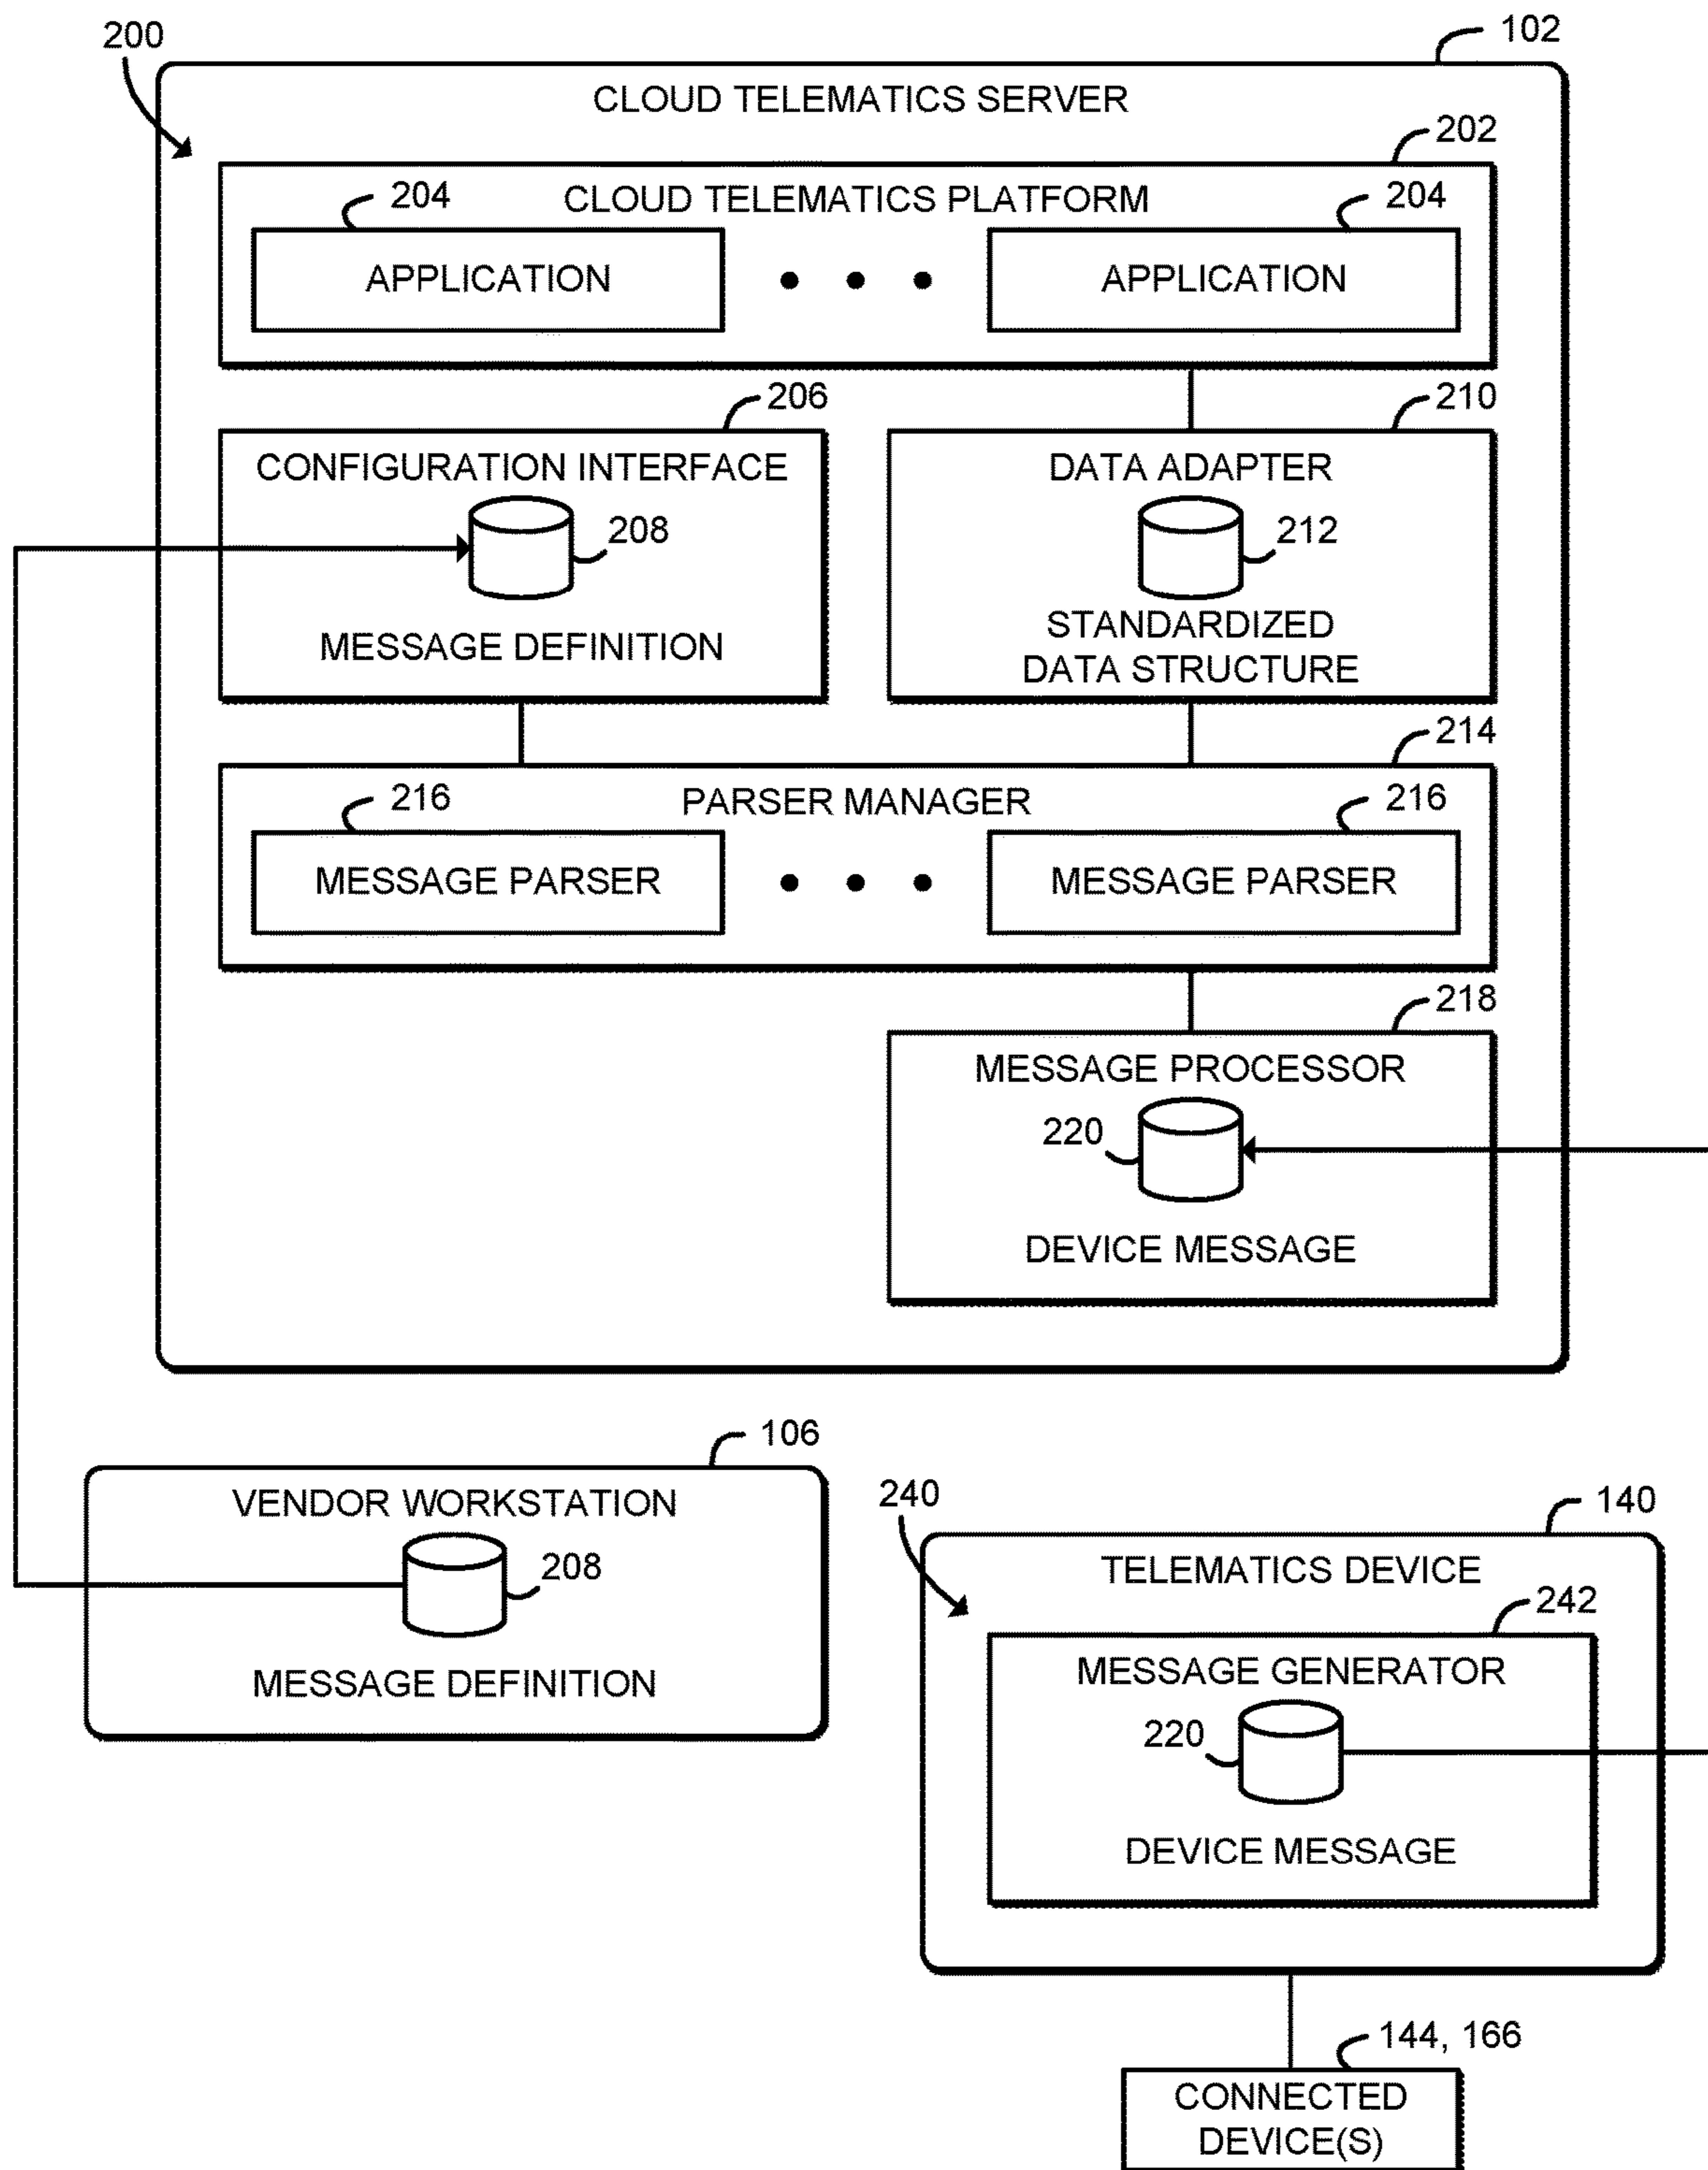 200
102
CLOUD TELEMATICS SERVER
202
CLOUD TELEMATICS PLATFORM
204
204
APPLICATION
APPLICATION
206
210
CONFIGURATION INTERFACE
DATA ADAPTER
208
212
MESSAGE DEFINITION
STANDARDIZED
DATA STRUCTURE
214
PARSER MANAGER
216
216
MESSAGE PARSER
MESSAGE PARSER
218
MESSAGE PROCESSOR
220
DEVICE MESSAGE
106
VENDOR WORKSTATION
208
MESSAGE DEFINITION
240
140
TELEMATICS DEVICE
242
MESSAGE GENERATOR
220
DEVICE MESSAGE
144, 166
CONNECTED
DEVICE(S)